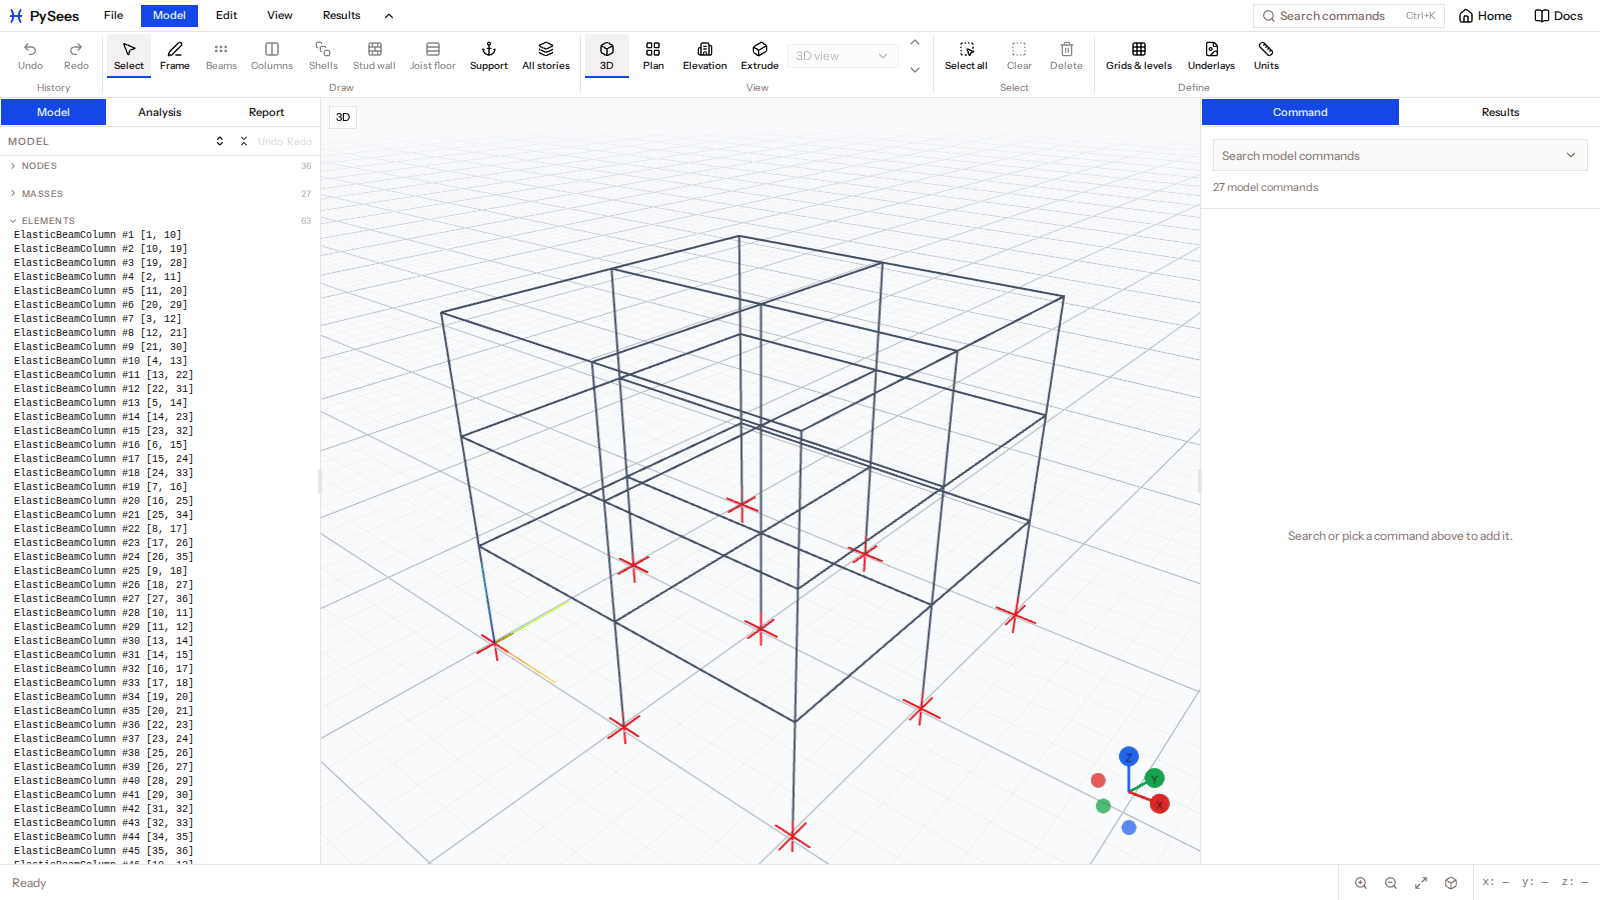 PySees
File
Model
Edit
View
Results
Search commands
Ctrl+K
Home
Docs
Undo
Redo
Select
Frame
Beams
Columns
Shells
Stud wall
Joist floor
Support
All stories
3D
Plan
Elevation
Extrude
3D view
Select all
Clear
Delete
Grids & levels
Underlays
Units
History
Draw
View
Select
Define
Model
Analysis
Report
3D
Command
Results
MODEL
Undo Redo
Search model commands
27 model commands
NODES 36
MASSES 27
ELEMENTS 63
ElasticBeamColumn #1 [1, 10]
ElasticBeamColumn #2 [10, 19]
ElasticBeamColumn #3 [19, 28]
ElasticBeamColumn #4 [2, 11]
ElasticBeamColumn #5 [11, 20]
ElasticBeamColumn #6 [20, 29]
ElasticBeamColumn #7 [3, 12]
ElasticBeamColumn #8 [12, 21]
ElasticBeamColumn #9 [21, 30]
ElasticBeamColumn #10 [4, 13]
ElasticBeamColumn #11 [13, 22]
ElasticBeamColumn #12 [22, 31]
ElasticBeamColumn #13 [5, 14]
ElasticBeamColumn #14 [14, 23]
ElasticBeamColumn #15 [23, 32]
ElasticBeamColumn #16 [6, 15]
ElasticBeamColumn #17 [15, 24]
ElasticBeamColumn #18 [24, 33]
ElasticBeamColumn #19 [7, 16]
ElasticBeamColumn #20 [16, 25]
ElasticBeamColumn #21 [25, 34]
ElasticBeamColumn #22 [8, 17]
ElasticBeamColumn #23 [17, 26]
ElasticBeamColumn #24 [26, 35]
ElasticBeamColumn #25 [9, 18]
ElasticBeamColumn #26 [18, 27]
ElasticBeamColumn #27 [27, 36]
ElasticBeamColumn #28 [10, 11]
ElasticBeamColumn #29 [11, 12]
ElasticBeamColumn #30 [13, 14]
ElasticBeamColumn #31 [14, 15]
ElasticBeamColumn #32 [16, 17]
ElasticBeamColumn #33 [17, 18]
ElasticBeamColumn #34 [19, 20]
ElasticBeamColumn #35 [20, 21]
ElasticBeamColumn #36 [22, 23]
ElasticBeamColumn #37 [23, 24]
ElasticBeamColumn #38 [25, 26]
ElasticBeamColumn #39 [26, 27]
ElasticBeamColumn #40 [28, 29]
ElasticBeamColumn #41 [29, 30]
ElasticBeamColumn #42 [31, 32]
ElasticBeamColumn #43 [32, 33]
ElasticBeamColumn #44 [34, 35]
ElasticBeamColumn #45 [35, 36]
Search or pick a command above to add it.
Z
Y
X
Ready
x: — y: — z: —